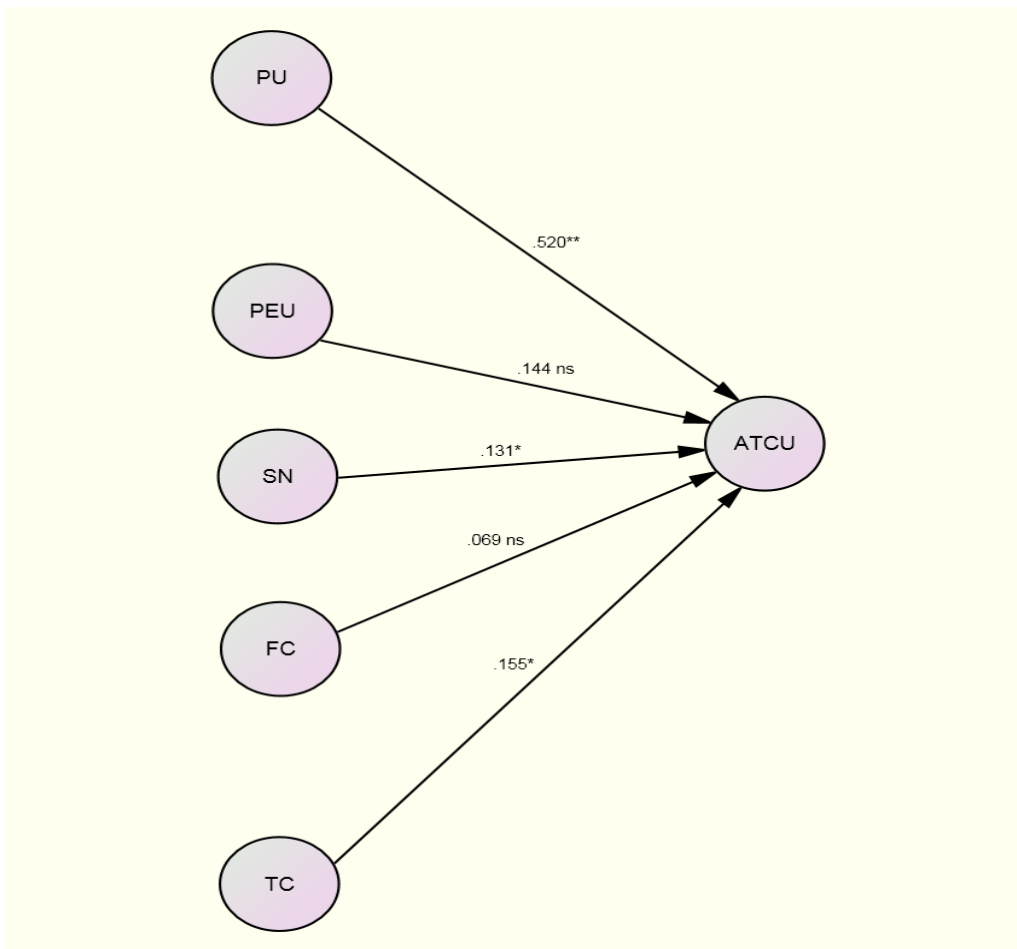 PU
.520**
PEU
.144 ns
ATCU
.131*
SN
.069 ns
FC
.155*
TC